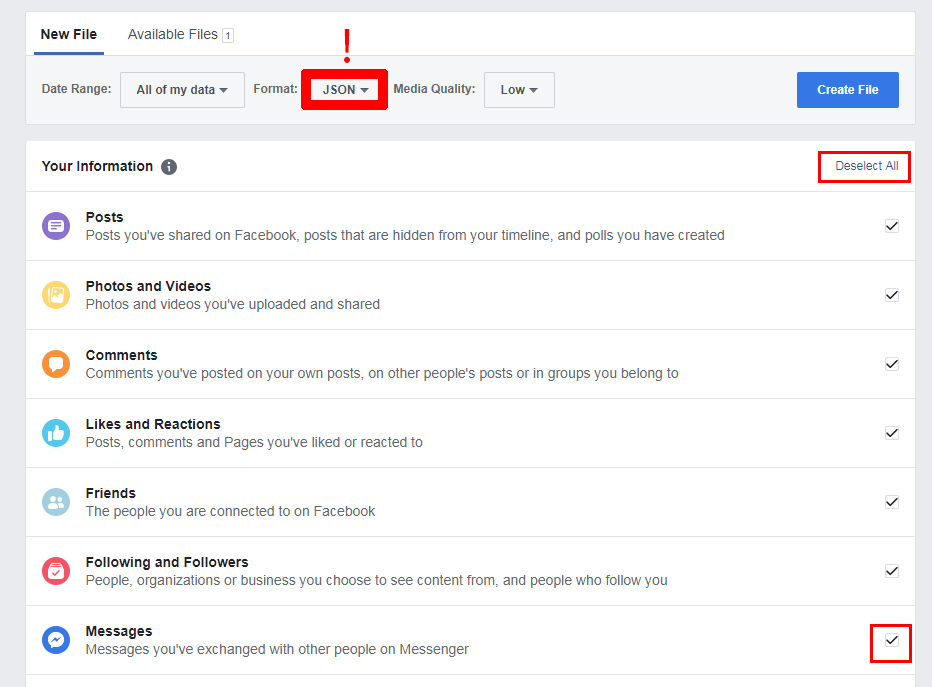 New File Available Files 1
!
Date Range: All of my data Format: JSON Media Quality: Low Create File
Your Information i Deselect All
Posts
Posts you've shared on Facebook, posts that are hidden from your timeline, and polls you have created
Photos and Videos
Photos and videos you've uploaded and shared
Comments
Comments you've posted on your own posts, on other people's posts or in groups you belong to
Likes and Reactions
Posts, comments and Pages you've liked or reacted to
Friends
The people you are connected to on Facebook
Following and Followers
People, organizations or business you choose to see content from, and people who follow you
Messages
Messages you've exchanged with other people on Messenger